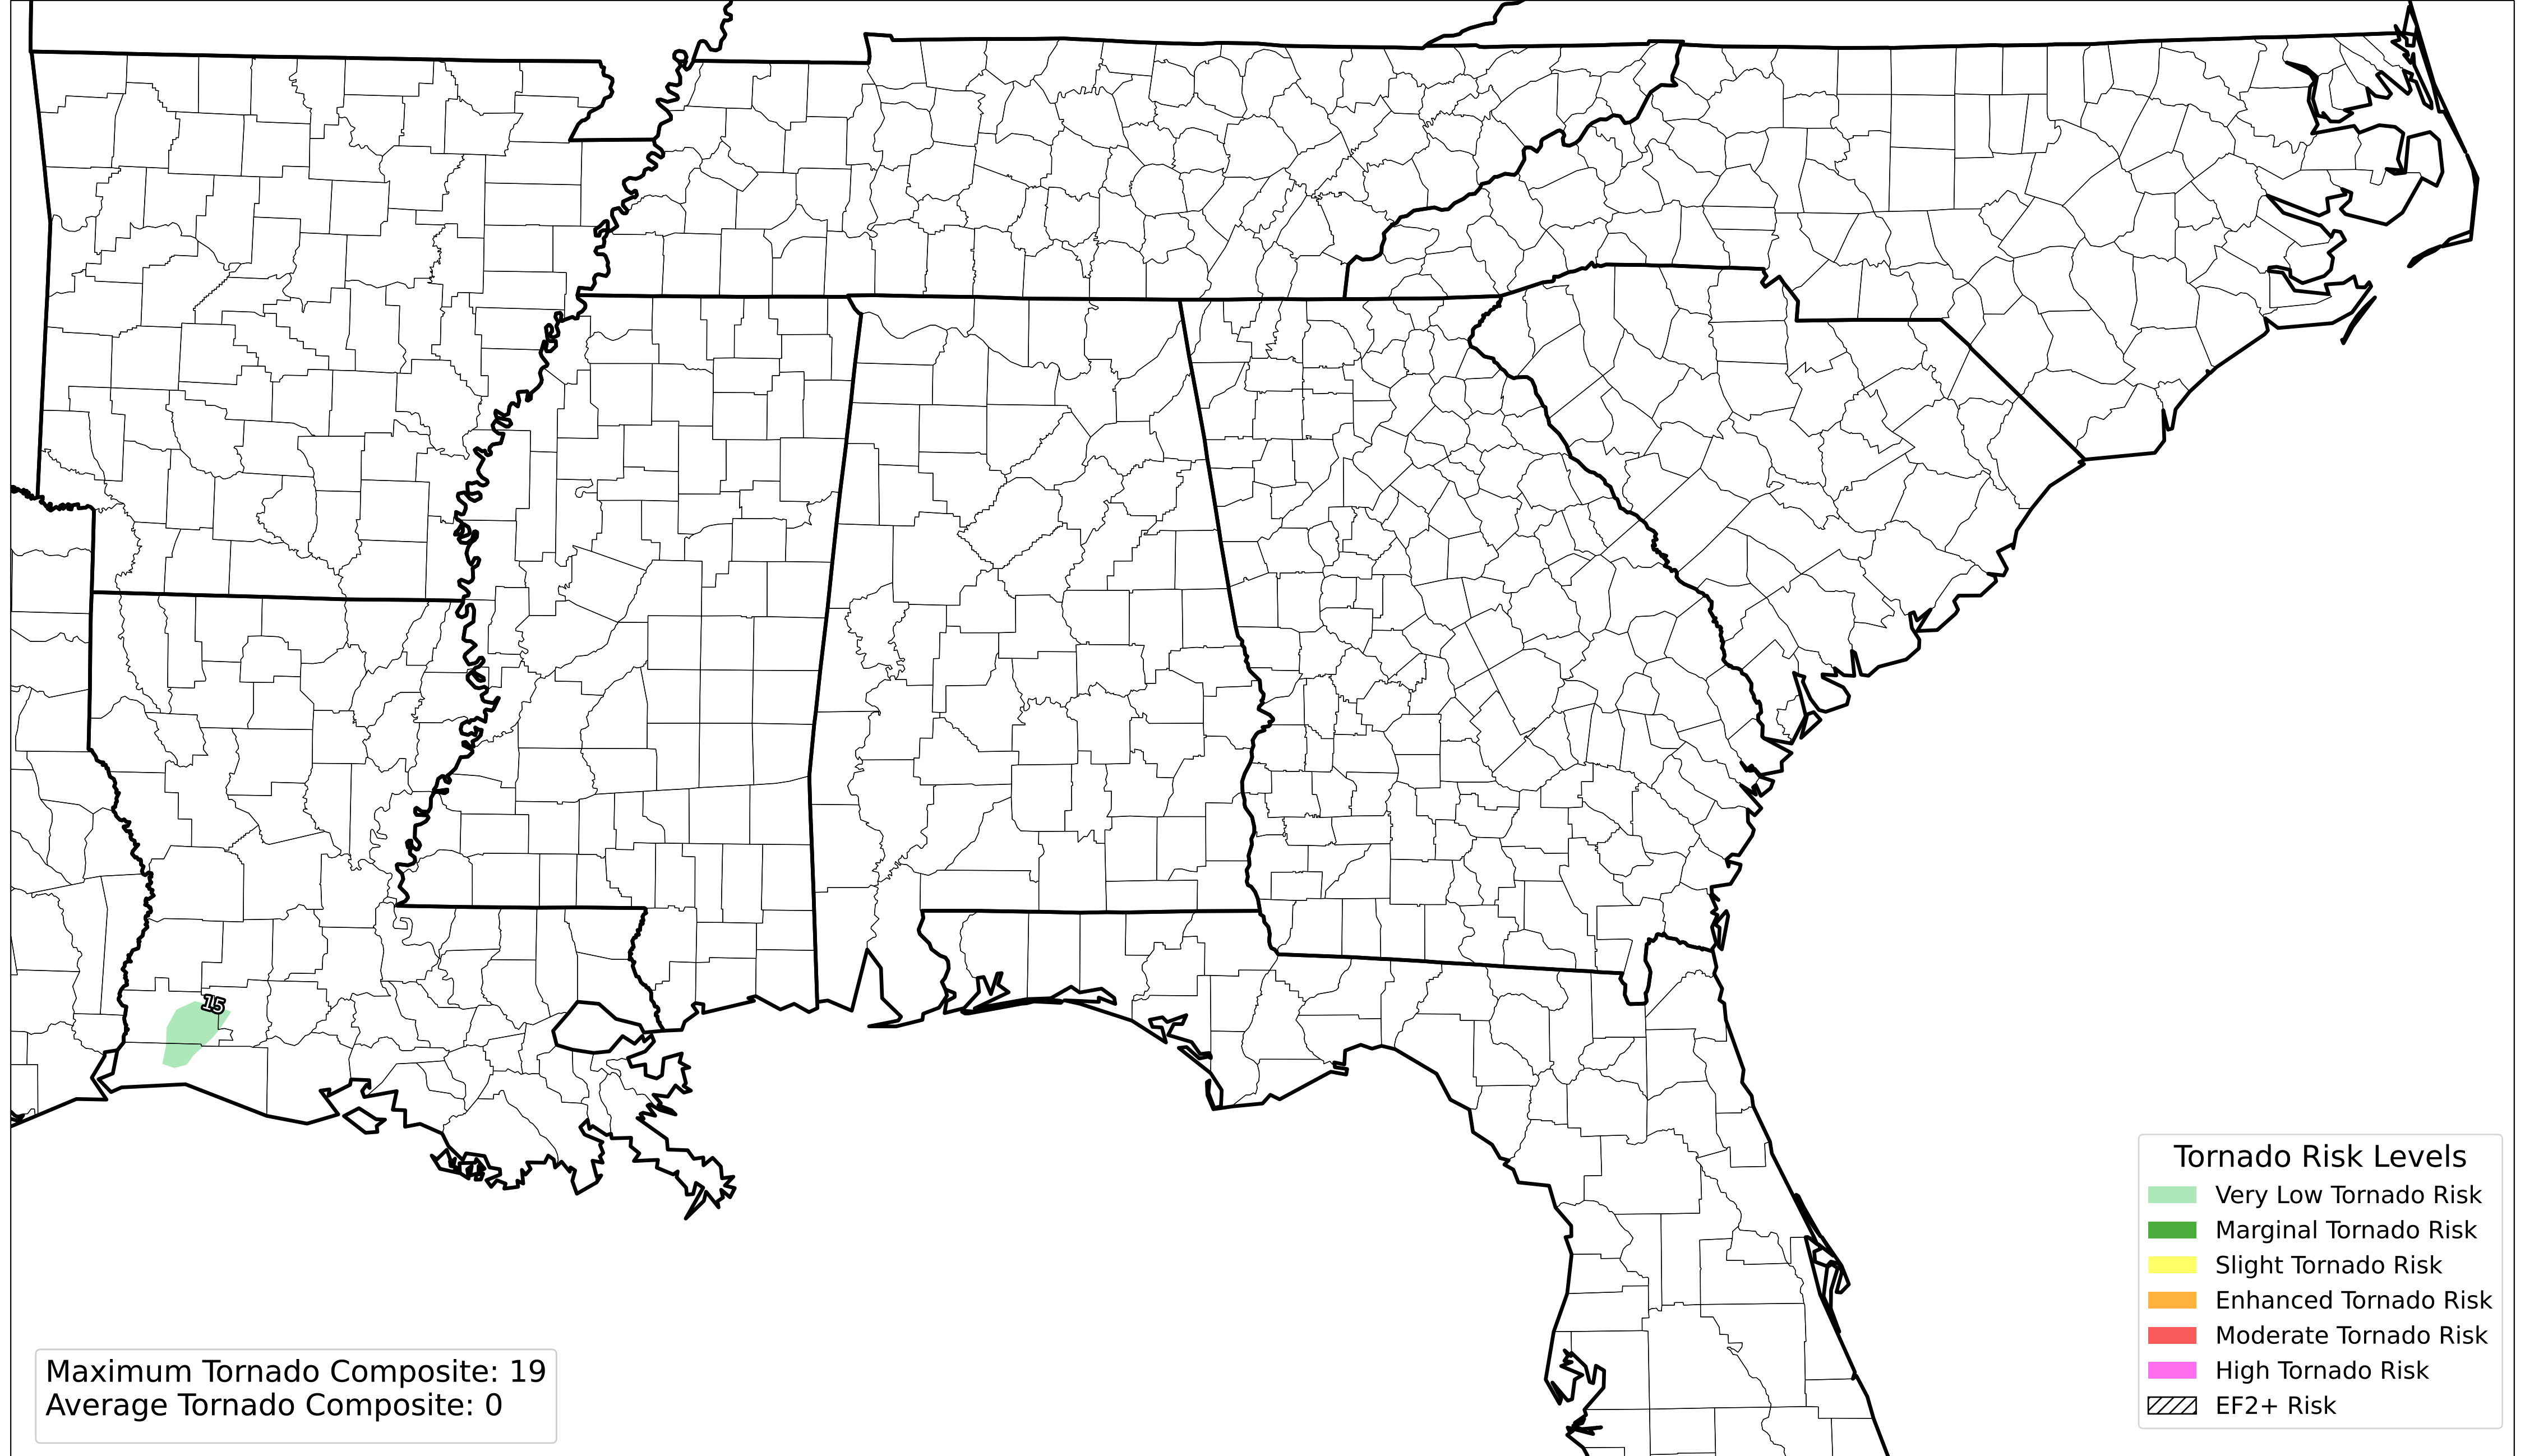 15
Tornado Risk Levels
Very Low Tornado Risk
Marginal Tornado Risk
Slight Tornado Risk
Enhanced Tornado Risk
Moderate Tornado Risk
High Tornado Risk
EF2+ Risk
Maximum Tornado Composite: 19
Average Tornado Composite: 0